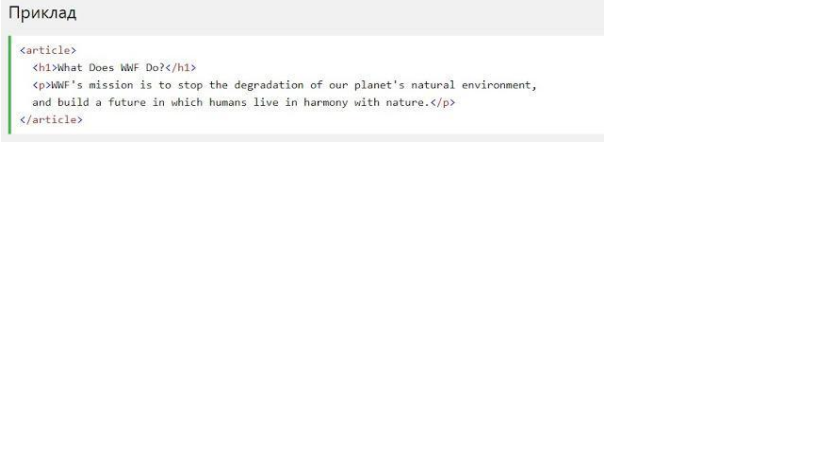 Приклад
<article>
<h1>What Does WWF Do?</h1>
<p>WWF's mission is to stop the degradation of our planet's natural environment,
and build a future in which humans live in harmony with nature.</p>
</article>